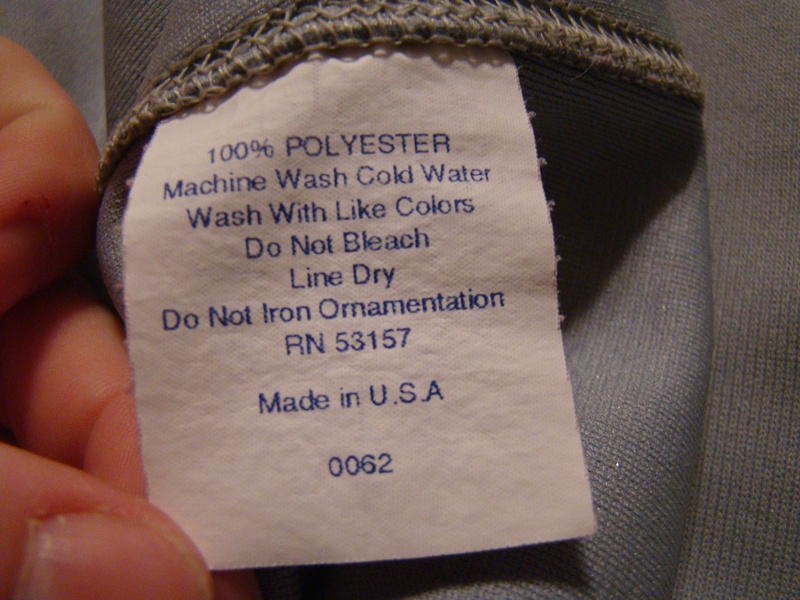 100% POLYESTER
Machine Wash Cold Water
Wash With Like Colors
Do Not Bleach
Line Dry
Do Not Iron Ornamentation
RN 53157
Made in U.S.A
0062